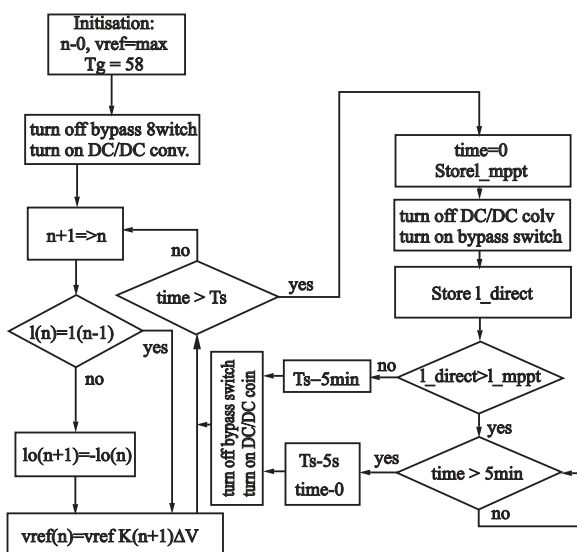 Initisation:
n-0, vref=max
Tg = 58
turn off bypass 8witch
turn on DC/DC conv.
n+1=>n
l(n)=1(n-1)
yes
no
lo(n+1)=-lo(n)
vref(n)=vref K(n+1)ΔV
no
time > Ts
yes
time=0
Storel_mppt
turn off DC/DC colv
turn on bypass switch
Store l_direct
l_direct>l_mppt
no
yes
Ts–5min
turn off bypass switch
turn on DC/DC coin
time > 5min
yes
no
Ts-5s
time-0